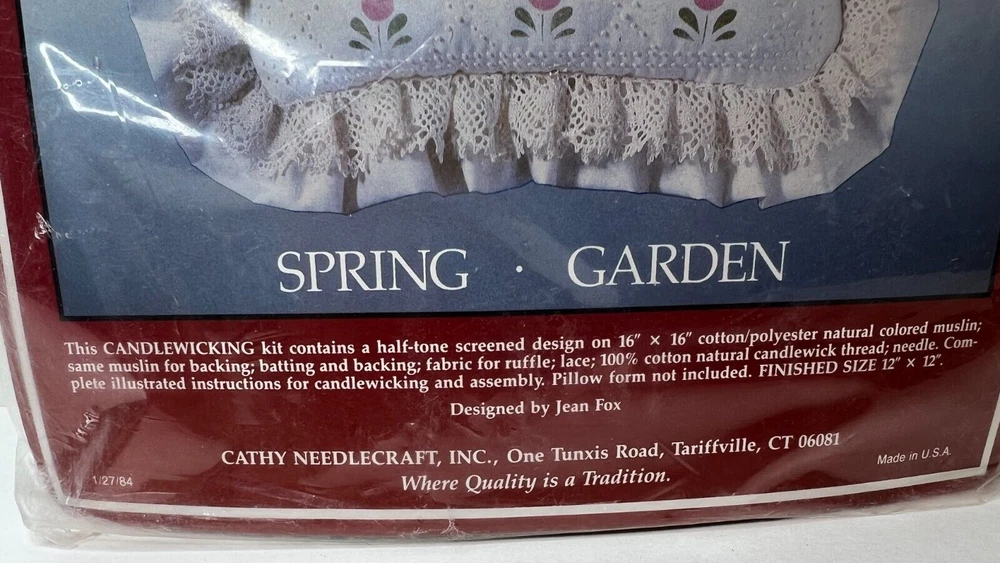 SPRING · GARDEN
This CANDLEWICKING kit contains a half-tone screened design on 16" × 16" cotton/polyester natural colored muslin;
same muslin for backing; batting and backing; fabric for ruffle; lace; 100% cotton natural candlewick thread; needle. Com-
plete illustrated instructions for candlewicking and assembly. Pillow form not included. FINISHED SIZE 12" × 12".
Designed by Jean Fox
CATHY NEEDLECRAFT, INC., One Tunxis Road, Tariffville, CT 06081
Where Quality is a Tradition.
1/27/84
Made in U.S.A.